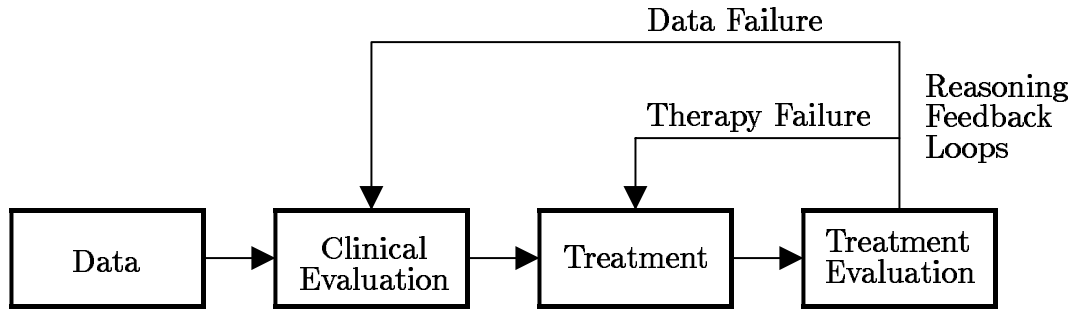 Data Failure
Reasoning
Feedback
Loops
Therapy Failure
Data
Clinical
Evaluation
Treatment
Treatment
Evaluation